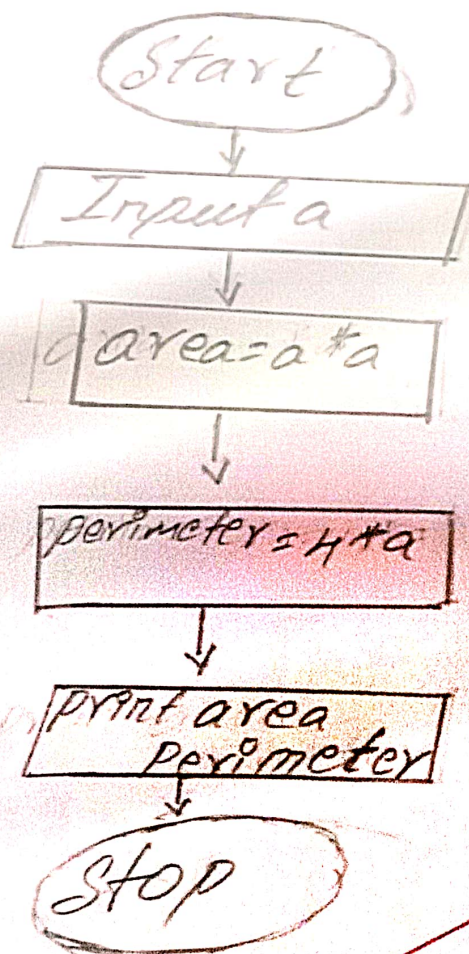 Start
Input a
area = a * a
perimeter = 4 * a
print area
perimeter
Stop